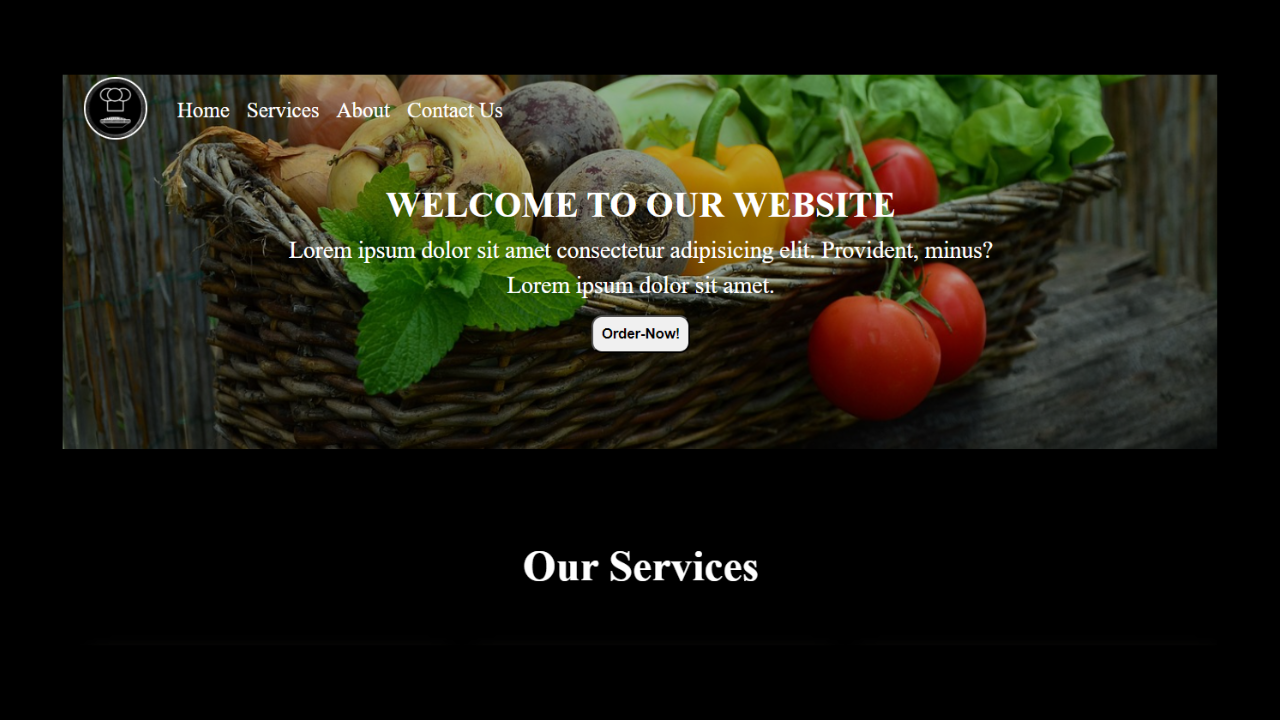 Home Services About Contact Us
WELCOME TO OUR WEBSITE
Lorem ipsum dolor sit amet consectetur adipisicing elit. Provident, minus?
Lorem ipsum dolor sit amet.
Order-Now!
Our Services